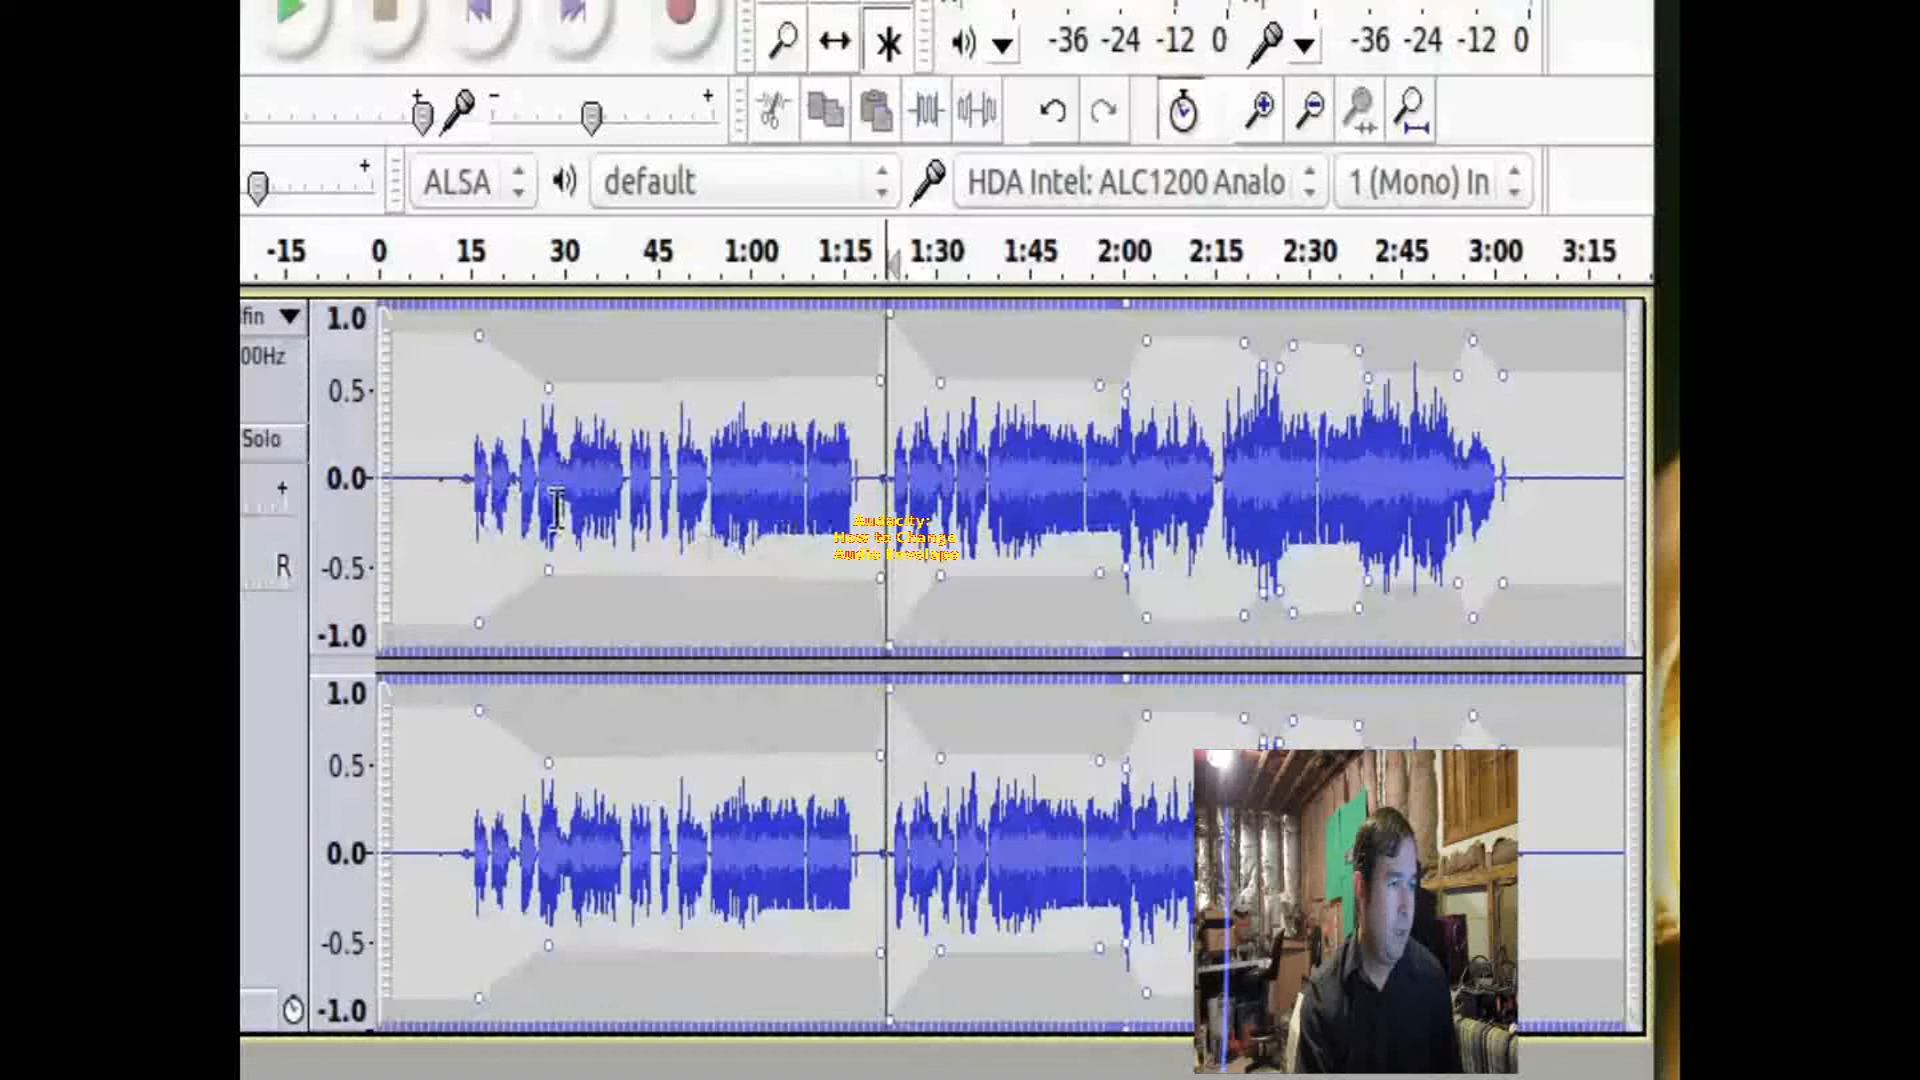 -36 -24 -12 0 -36 -24 -12 0
- + - +
+ ALSA default HDA Intel: ALC1200 Analo 1 (Mono) In
-15 0 15 30 45 1:00 1:15 1:30 1:45 2:00 2:15 2:30 2:45 3:00 3:15
fin 1.0
00Hz
0.5
Solo
0.0
+
Audacity:
How to Change
Audio Envelope
R
-0.5
-1.0
1.0
0.5
0.0
-0.5
-1.0